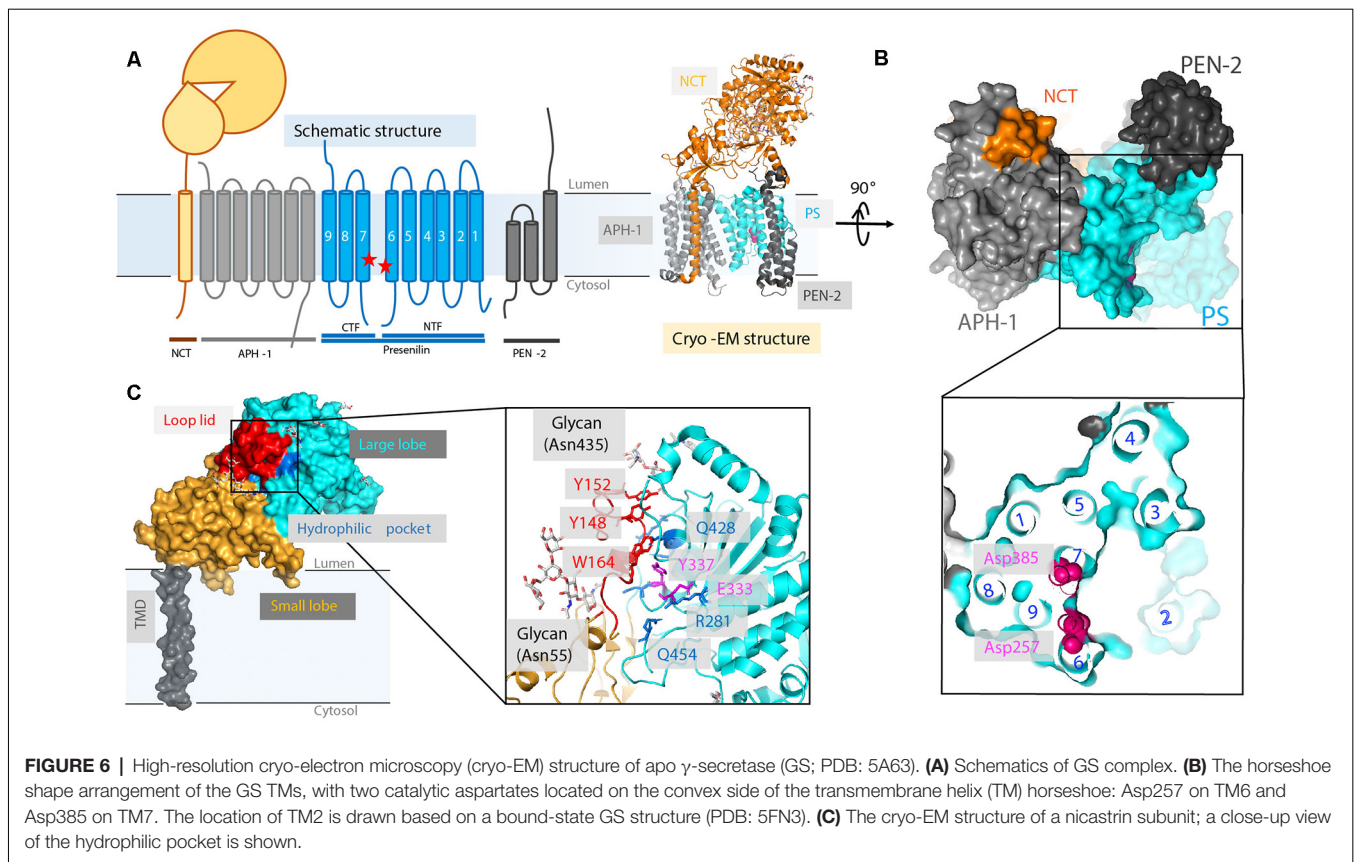 A
Schematic structure
9
8
7
6
5
4
3
2
1
CTF
NTF
Presenilin
NCT
APH -1
PEN -2
Lumen
Cytosol
NCT
APH-1
PS
PEN-2
Cryo -EM structure
90°
B
PEN-2
NCT
APH-1
PS
4
1
5
3
Asp385
7
8
9
2
Asp257
6
C
Loop lid
Large lobe
Hydrophilic pocket
Lumen
Small lobe
TMD
Cytosol
Glycan
(Asn435)
Y152
Y148
Q428
W164
Y337
E333
R281
Glycan
(Asn55)
Q454
FIGURE 6 | High-resolution cryo-electron microscopy (cryo-EM) structure of apo γ-secretase (GS; PDB: 5A63). (A) Schematics of GS complex. (B) The horseshoe
shape arrangement of the GS TMs, with two catalytic aspartates located on the convex side of the transmembrane helix (TM) horseshoe: Asp257 on TM6 and
Asp385 on TM7. The location of TM2 is drawn based on a bound-state GS structure (PDB: 5FN3). (C) The cryo-EM structure of a nicastrin subunit; a close-up view
of the hydrophilic pocket is shown.